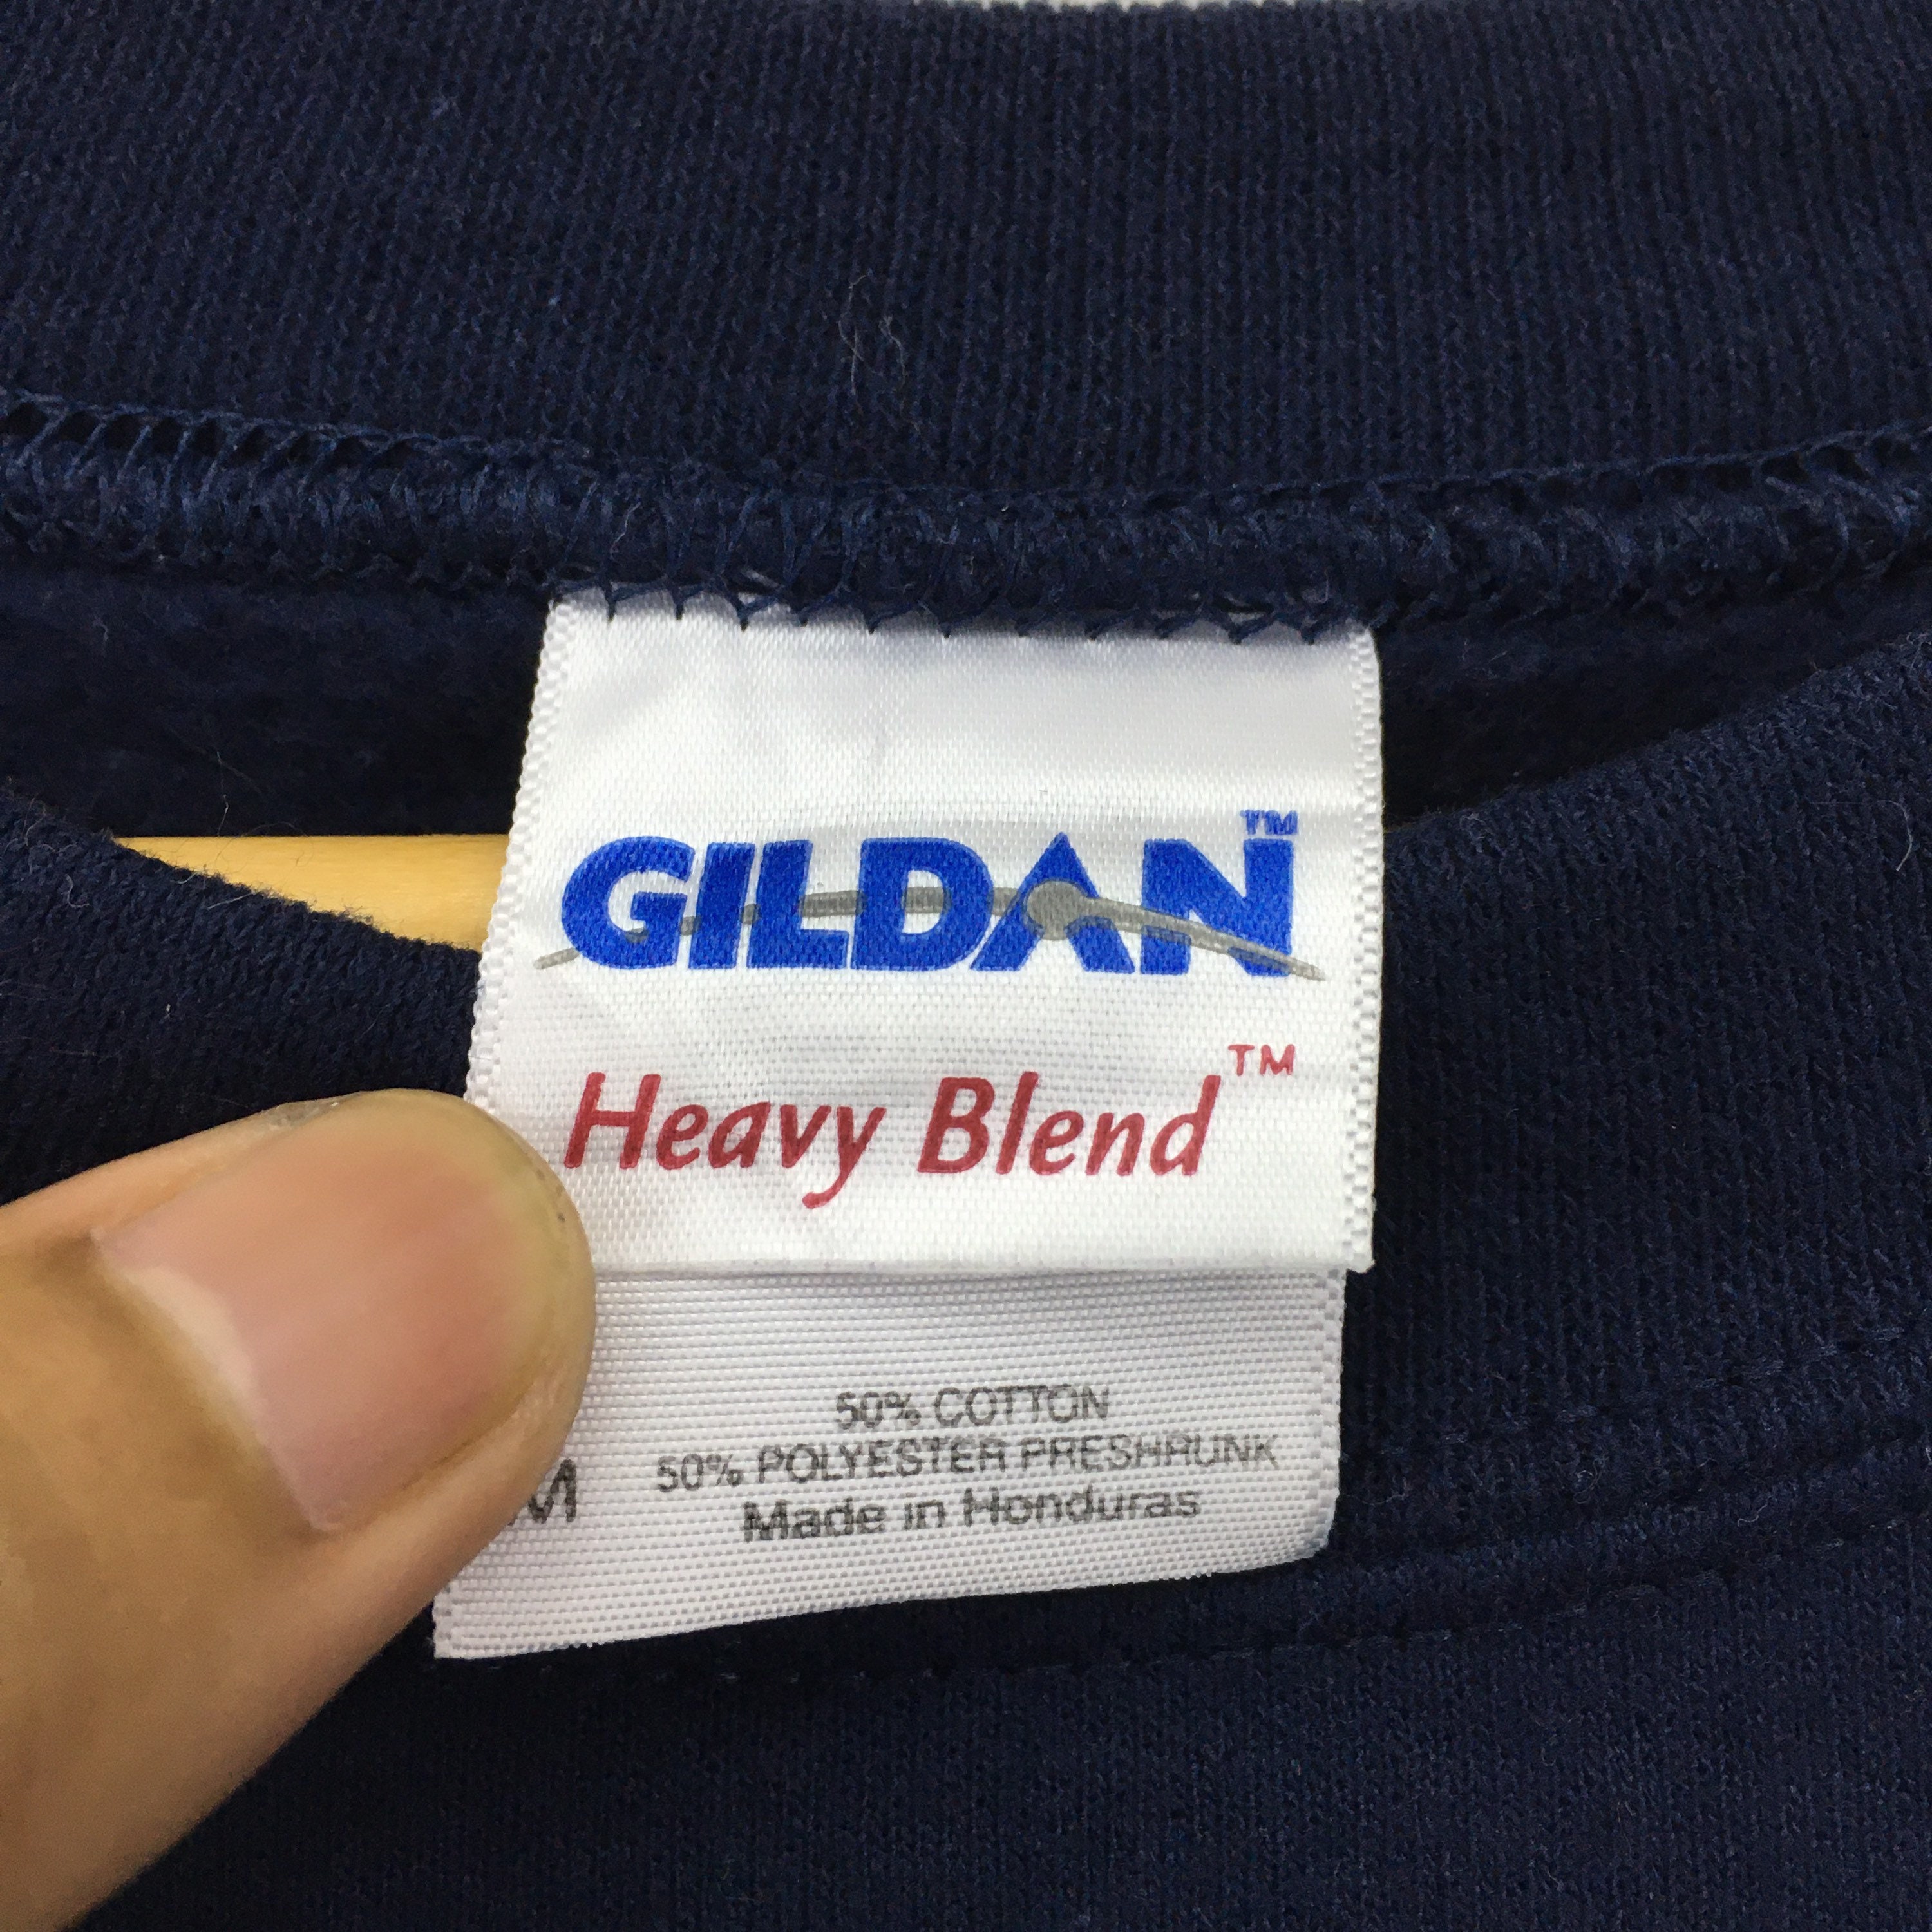 GILDAN™
Heavy Blend™
50% COTTON
50% POLYESTER PRESHRUNK
M
Made in Honduras